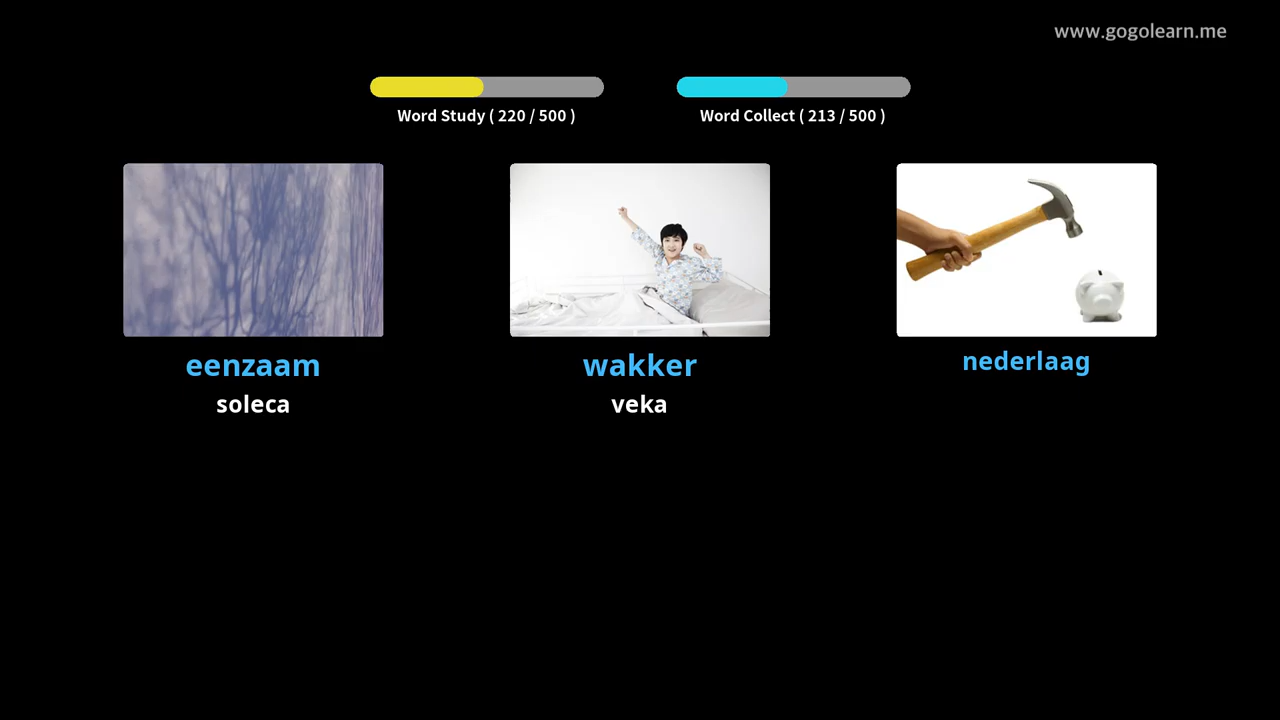 www.gogolearn.me
Word Study ( 220 / 500 )
Word Collect ( 213 / 500 )
eenzaam
soleca
wakker
veka
nederlaag